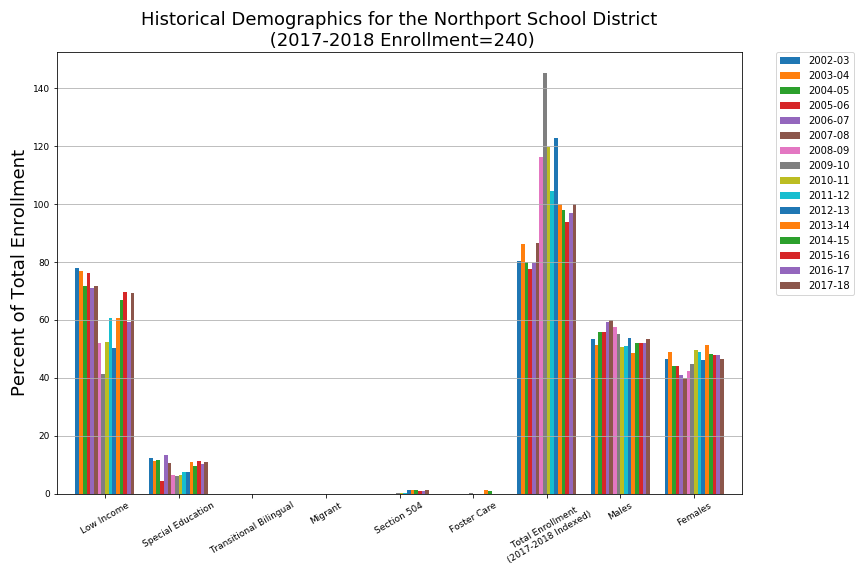 Historical Demographics for the Northport School District
(2017-2018 Enrollment=240)
Percent of Total Enrollment
140
120
100
80
60
40
20
0
Low Income
Special Education
Transitional Bilingual
Migrant
Section 504
Foster Care
Total Enrollment
(2017-2018 Indexed)
Males
Females
2002-03
2003-04
2004-05
2005-06
2006-07
2007-08
2008-09
2009-10
2010-11
2011-12
2012-13
2013-14
2014-15
2015-16
2016-17
2017-18